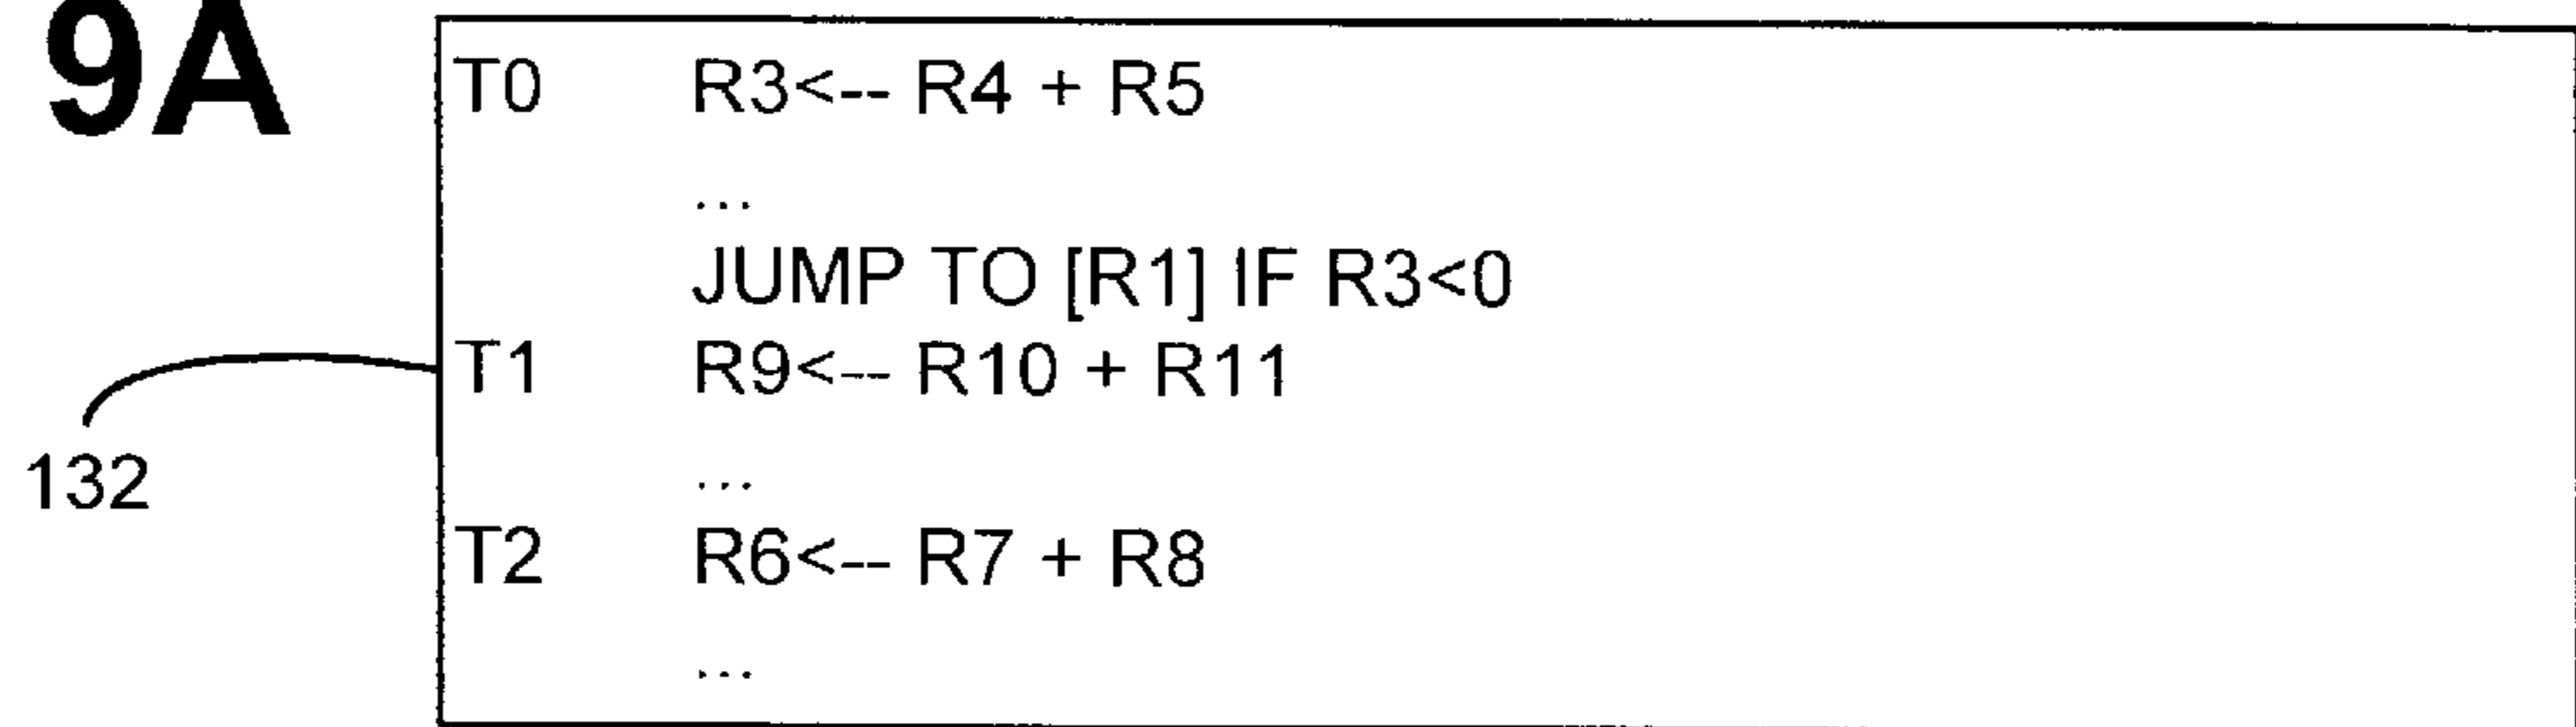 9A
T0 R3<-- R4 + R5
...
JUMP TO [R1] IF R3<0
T1 R9<-- R10 + R11
132
...
T2 R6<-- R7 + R8
...